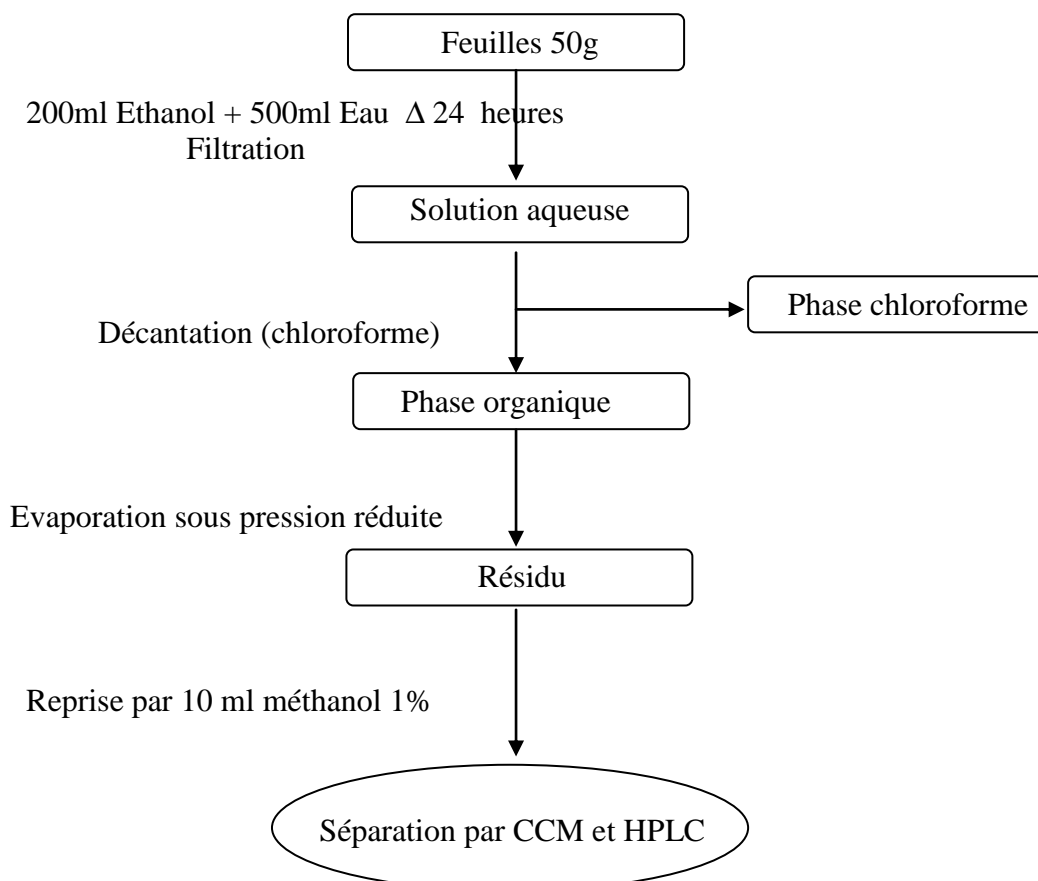 Feuilles 50g
200ml Ethanol + 500ml Eau Δ 24 heures
Filtration
Solution aqueuse
Phase chloroforme
Décantation (chloroforme)
Phase organique
Evaporation sous pression réduite
Résidu
Reprise par 10 ml méthanol 1%
Séparation par CCM et HPLC